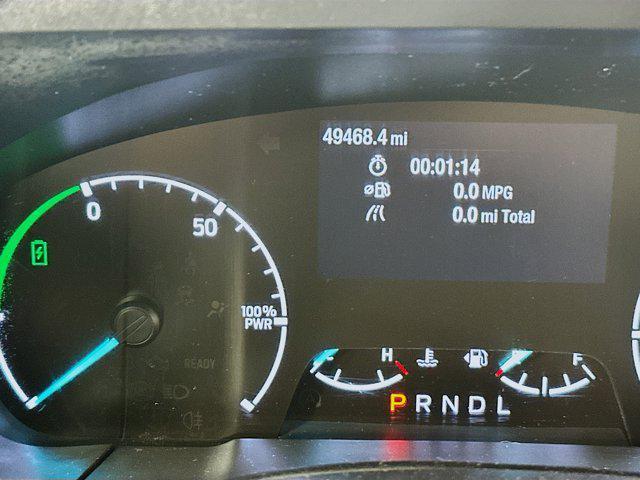 49468.4 mi
00:01:14
0.0 MPG
0.0 mi Total
0
50
100%
PWR
READY
H
F
P R N D L